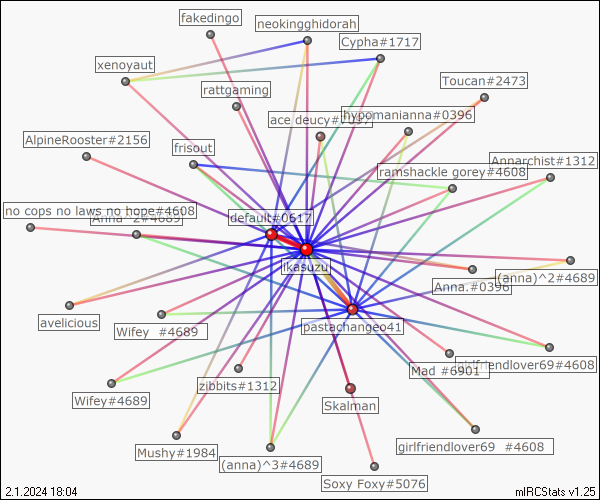 fakedingo
neokingghidorah
Cypha#1717
xenoyaut
Toucan#2473
rattgaming
ace deucy
hypomanianna#0396
AlpineRooster#2156
frisout
Annarchist#1312
ramshackle gorey#4608
no cops no laws no hope#4608
default#0617
ikasuzu
(anna)^2#4689
Anna.#0396
avelicious
Wifey #4689
pastachangeo41
girlfriendlover69#4608
Mad #6901
zibbits#1312
Wifey#4689
Skalman
Mushy#1984
girlfriendlover69 #4608
(anna)^3#4689
Soxy Foxy#5076
2.1.2024 18:04
mIRCStats v1.25